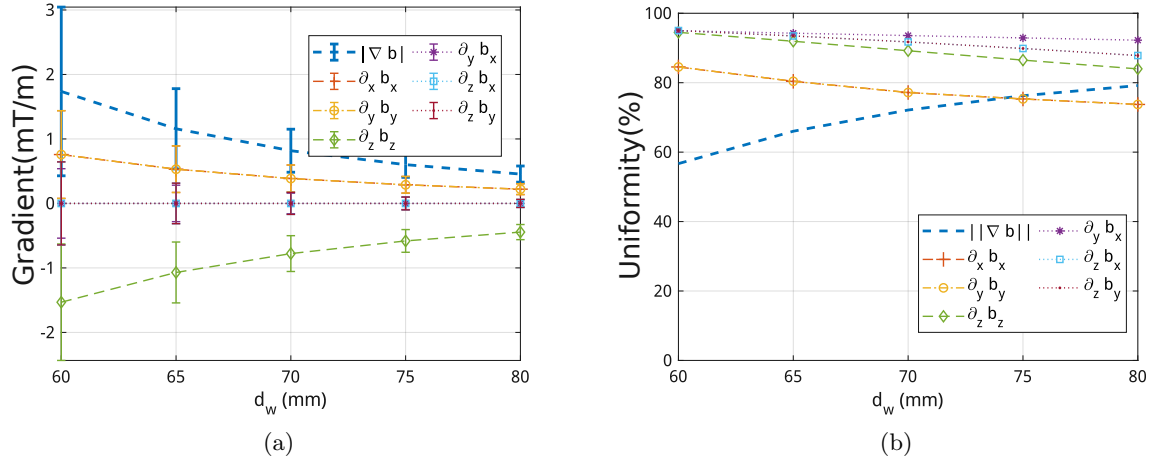 3
2
1
0
-1
-2
Gradient(mT/m)
|∇ b|
∂x bx
∂y by
∂z bz
∂y bx
∂z bx
∂z by
60 65 70 75 80
dw (mm)
(a)
100
80
60
40
20
0
Uniformity(%)
||∇ b||
∂x bx
∂y by
∂z bz
∂y bx
∂z bx
∂z by
60 65 70 75 80
dw (mm)
(b)